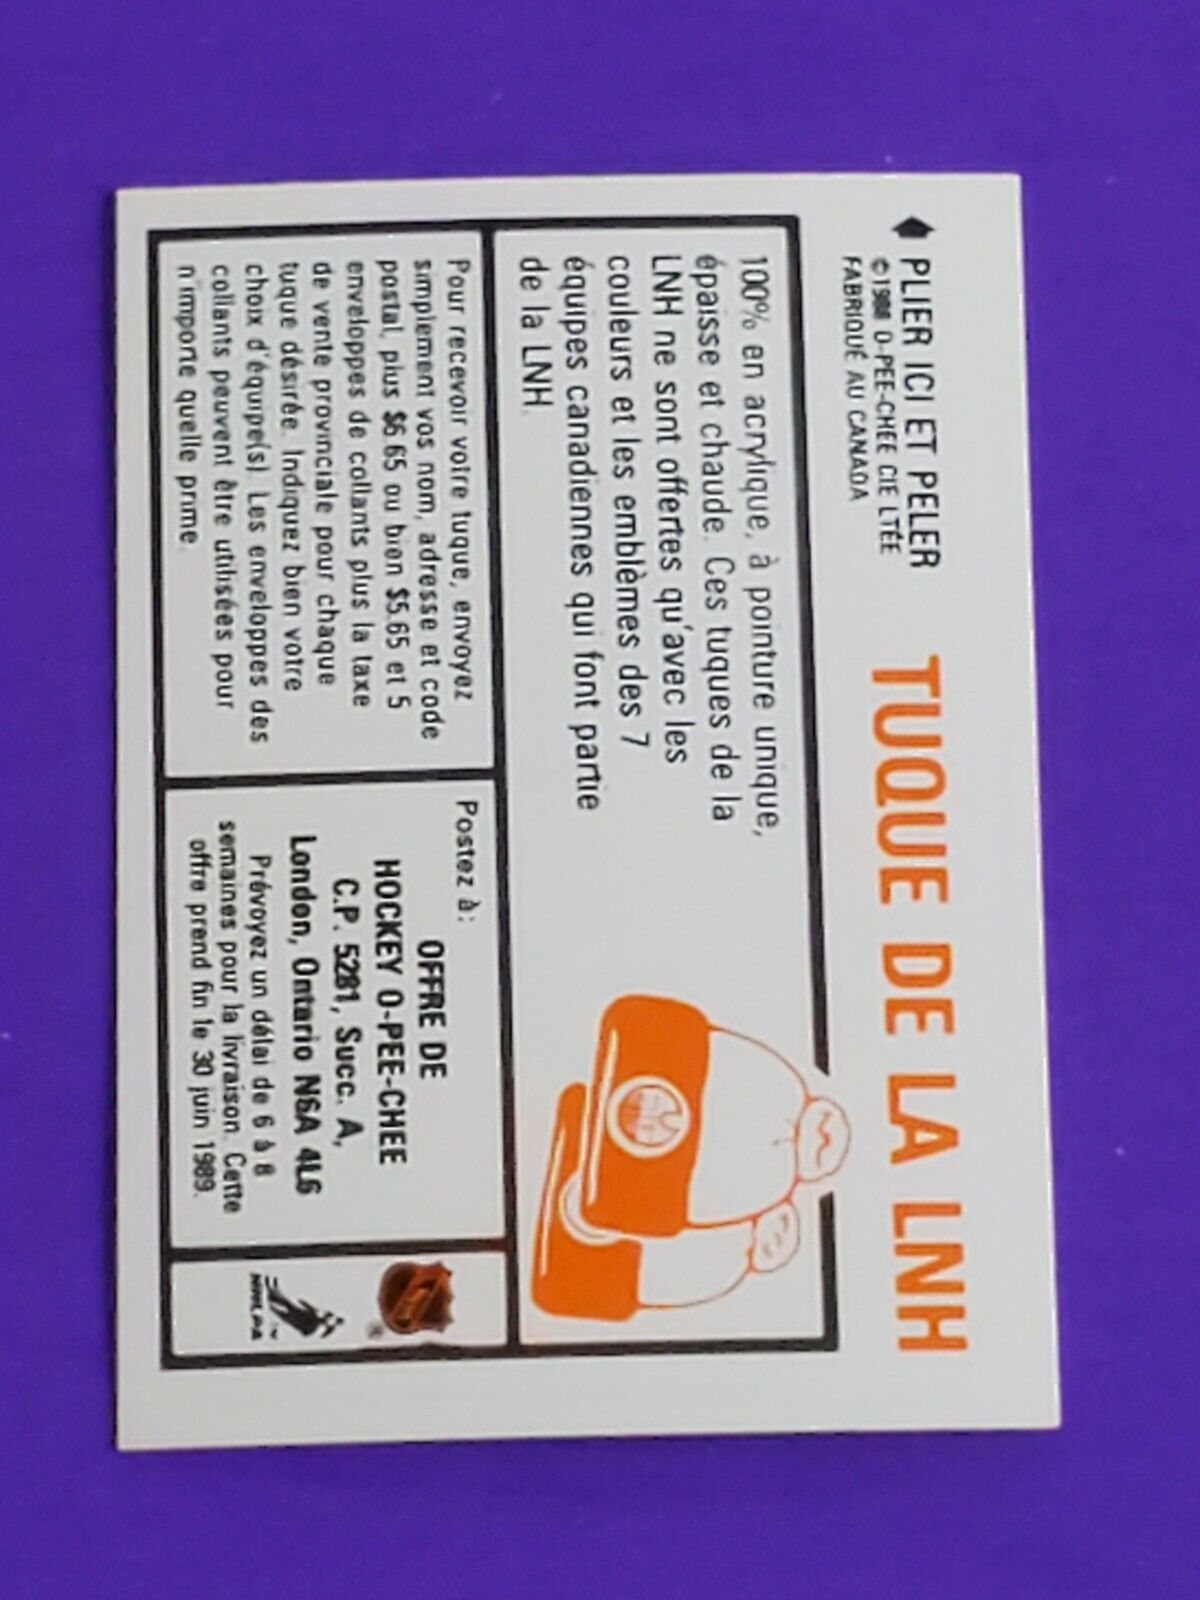 PLIER ICI ET PELER
©1988 O-PEE-CHEE CIE LTÉE
FABRIQUÉ AU CANADA
TUQUE DE LA LNH
100% en acrylique, à pointure unique,
épaisse et chaude. Ces tuques de la
LNH ne sont offertes qu'avec les
couleurs et les emblèmes des 7
équipes canadiennes qui font partie
de la LNH.
Pour recevoir votre tuque, envoyez
simplement vos nom, adresse et code
postal, plus $6.65 ou bien $5.65 et 5
enveloppes de collants plus la taxe
de vente provinciale pour chaque
tuque désirée. Indiquez bien votre
choix d'équipe(s). Les enveloppes des
collants peuvent être utilisées pour
n'importe quelle prime.
Postez à:
OFFRE DE
HOCKEY O-PEE-CHEE
C.P. 5281, Succ. A,
London, Ontario N6A 4L6
Prévoyez un délai de 6 à 8
semaines pour la livraison. Cette
offre prend fin le 30 juin 1989.
®
NHLPA
™